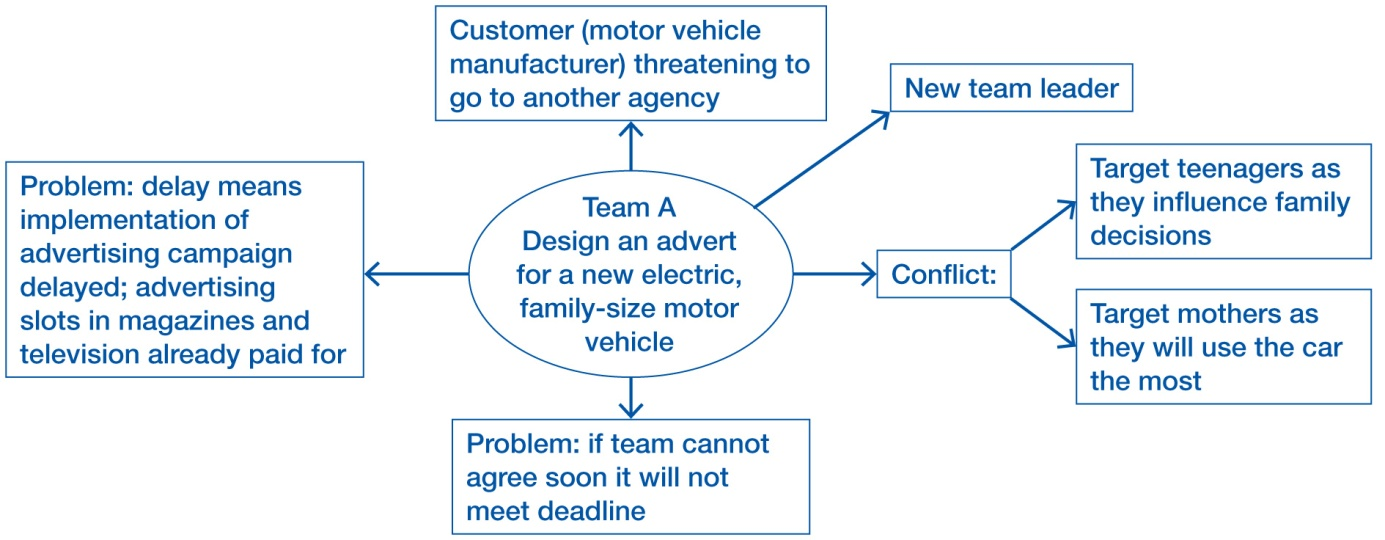 Customer (motor vehicle
manufacturer) threatening to
go to another agency
New team leader
Problem: delay means
implementation of
advertising campaign
delayed; advertising
slots in magazines and
television already paid for
Team A
Design an advert
for a new electric,
family-size motor
vehicle
Conflict:
Target teenagers as
they influence family
decisions
Target mothers as
they will use the car
the most
Problem: if team cannot
agree soon it will not
meet deadline